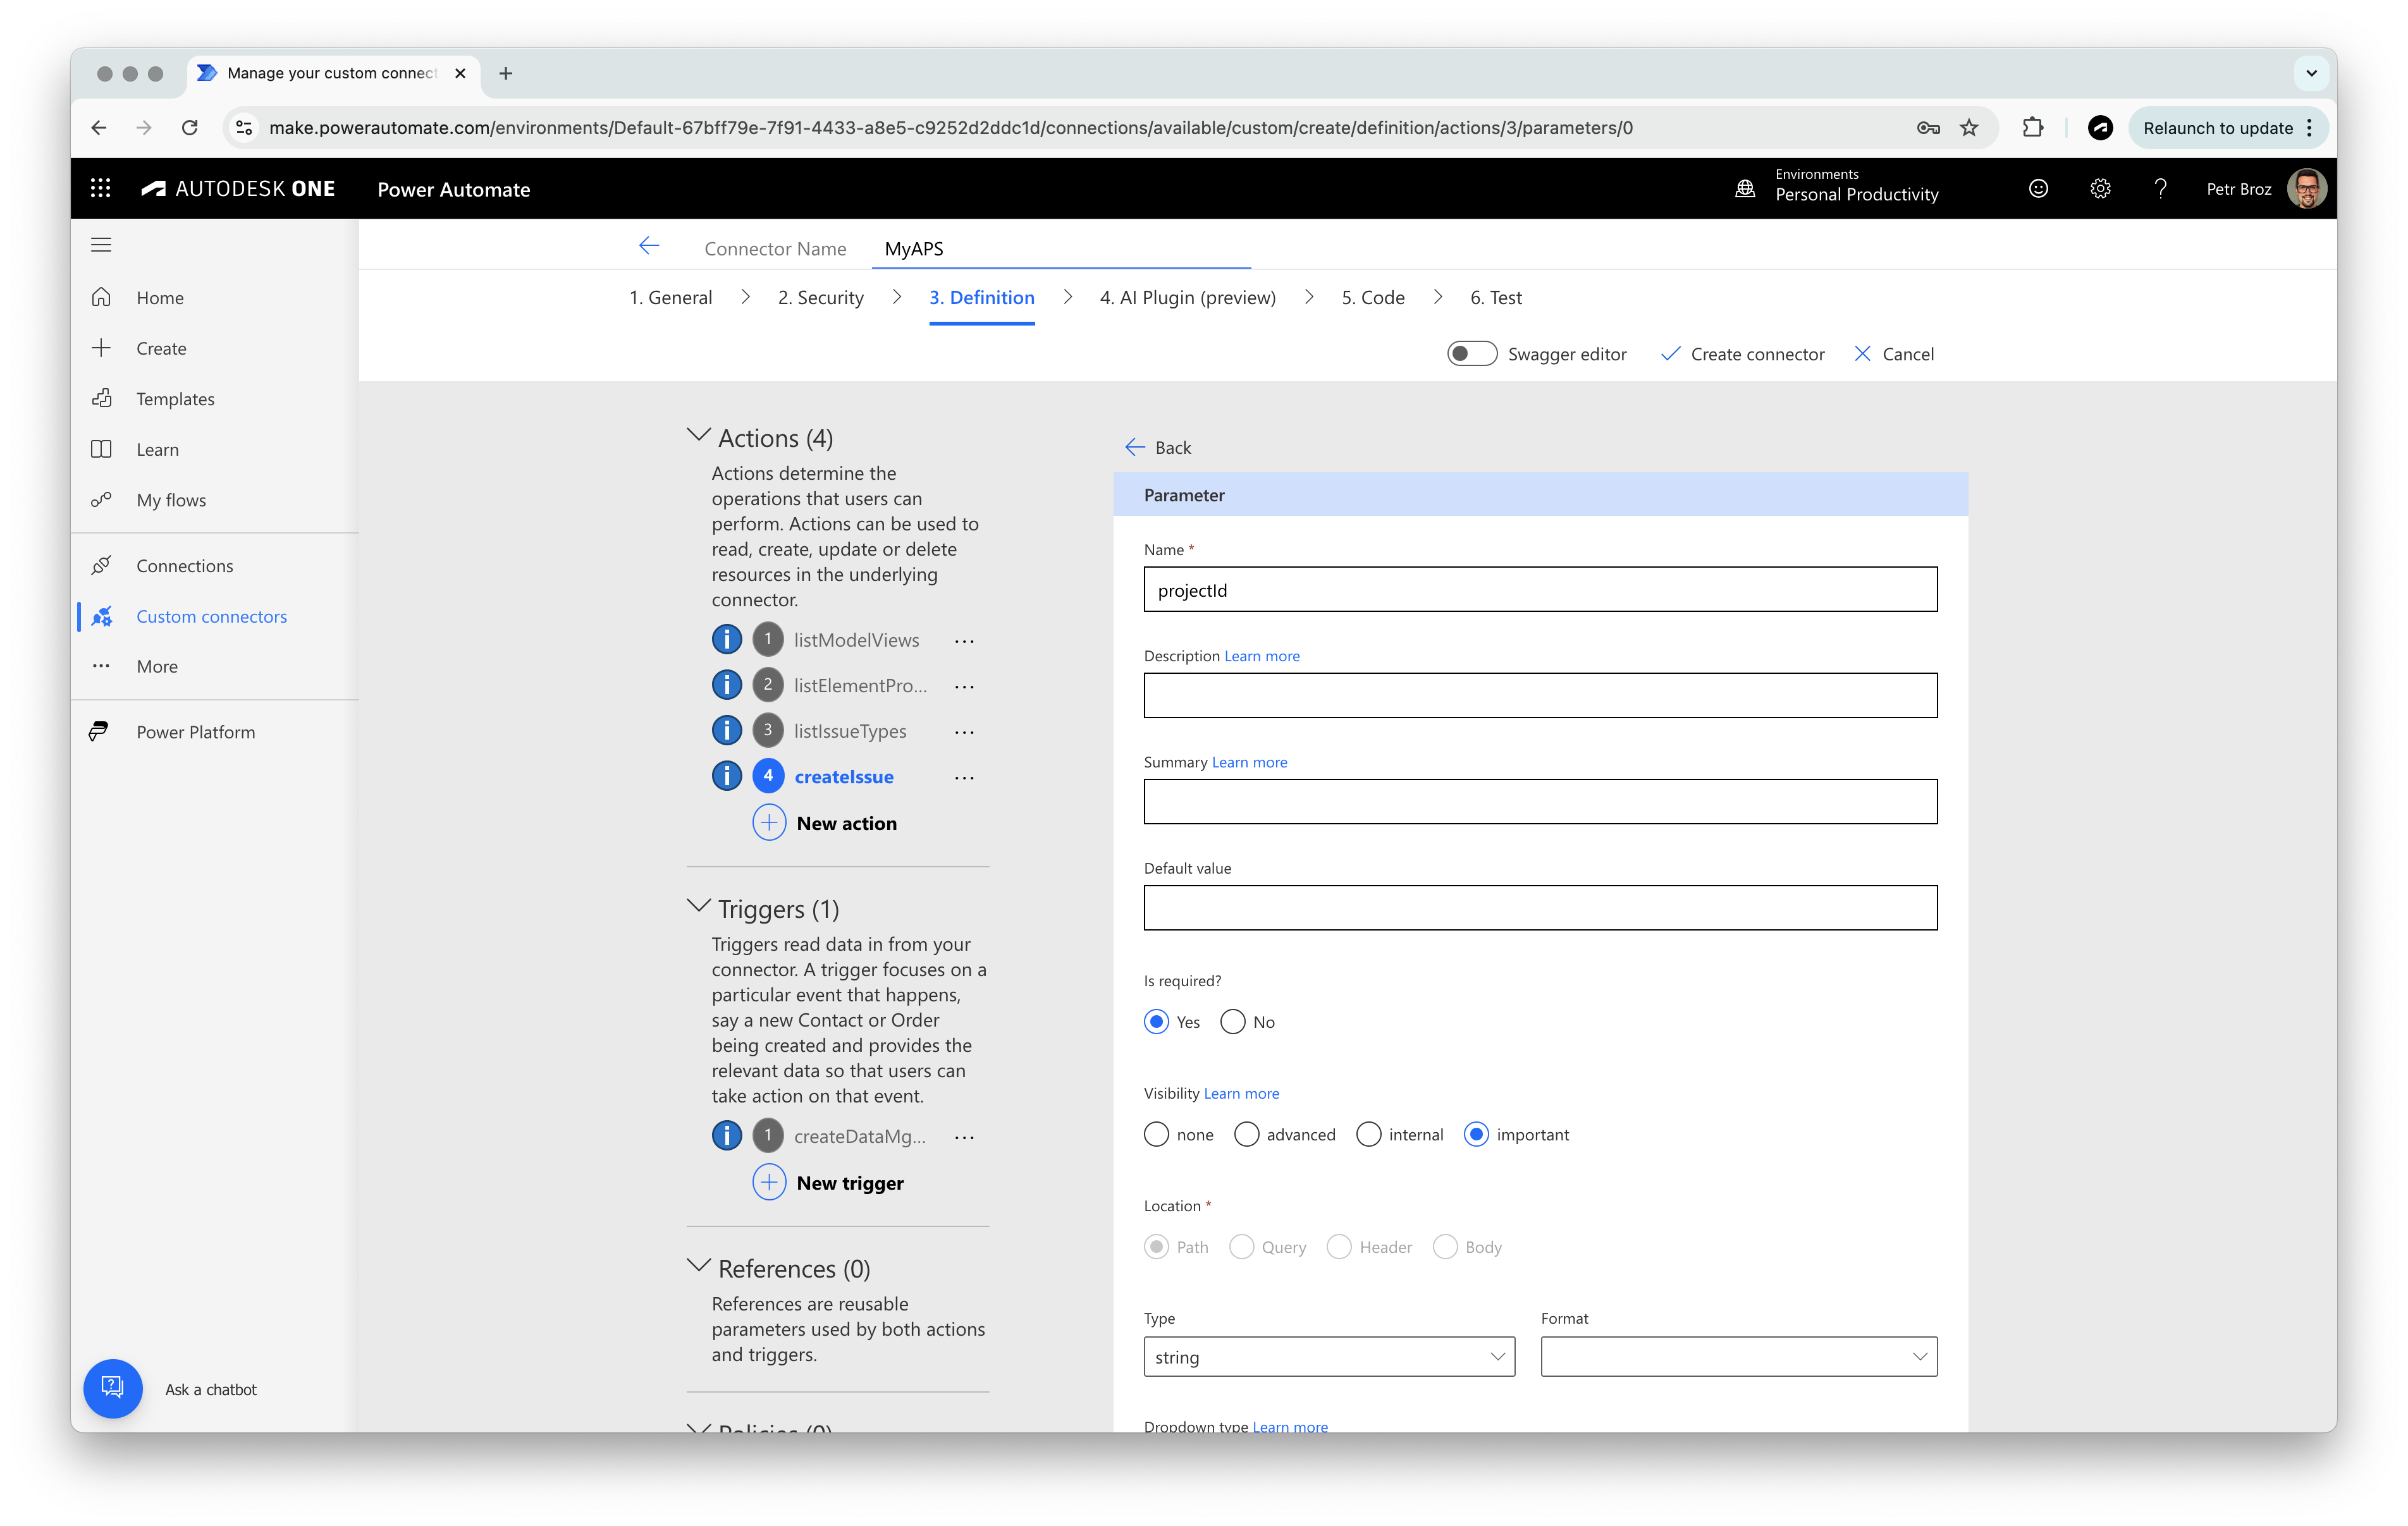 Manage your custom connect
make.powerautomate.com/environments/Default-67bff79e-7f91-4433-a8e5-c9252d2ddc1d/connections/available/custom/create/definition/actions/3/parameters/0
Relaunch to update
AUTODESK ONE
Power Automate
Environments
Personal Productivity
Petr Broz
Home
Create
Templates
Learn
My flows
Connections
Custom connectors
More
Power Platform
Ask a chatbot
Connector Name
MyAPS
1. General
2. Security
3. Definition
4. AI Plugin (preview)
5. Code
6. Test
Swagger editor
Create connector
Cancel
Actions (4)
Actions determine the
operations that users can
perform. Actions can be used to
read, create, update or delete
resources in the underlying
connector.
1 listModelViews ...
2 listElementPro... ...
3 listIssueTypes ...
4 createIssue ...
New action
Triggers (1)
Triggers read data in from your
connector. A trigger focuses on a
particular event that happens,
say a new Contact or Order
being created and provides the
relevant data so that users can
take action on that event.
1 createDataMg... ...
New trigger
References (0)
References are reusable
parameters used by both actions
and triggers.
Policies (0)
Back
Parameter
Name *
projectId
Description Learn more
Summary Learn more
Default value
Is required?
Yes No
Visibility Learn more
none advanced internal important
Location *
Path Query Header Body
Type Format
string
Dropdown type Learn more